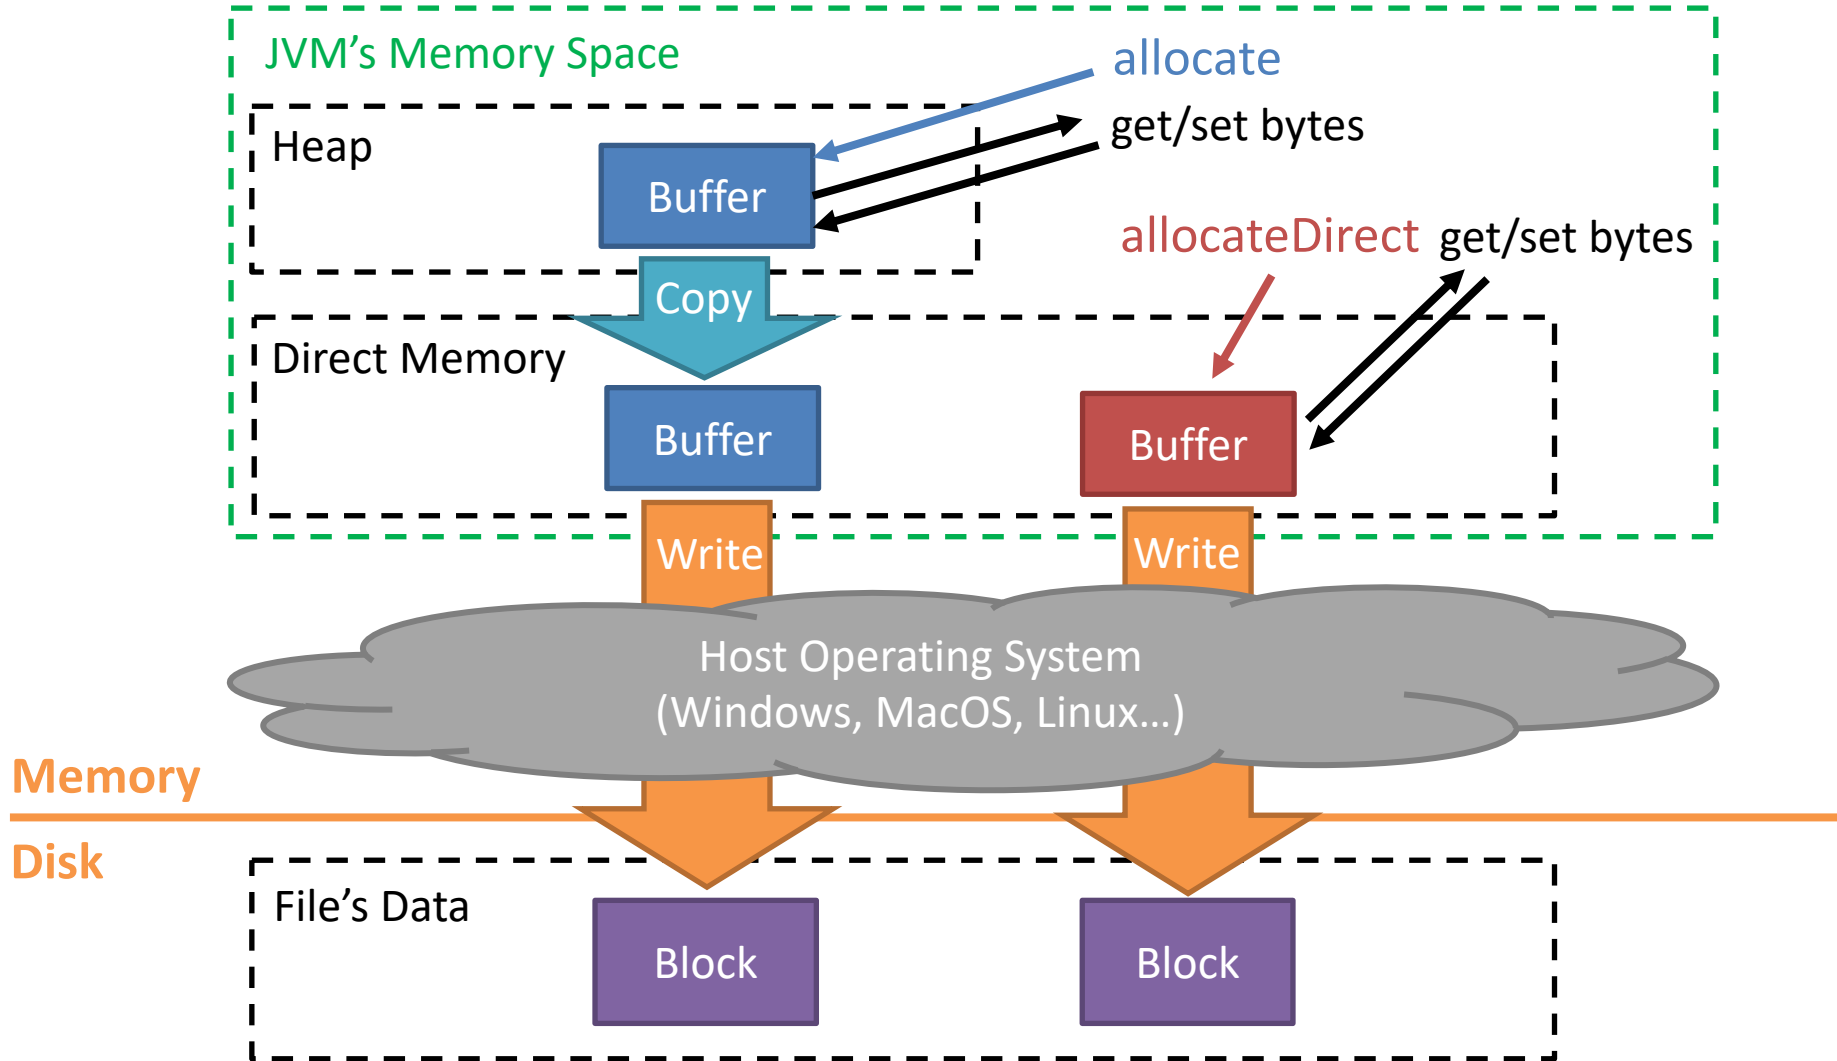 JVM’s Memory Space
allocate
get/set bytes
Heap
Buffer
allocateDirect
get/set bytes
Copy
Direct Memory
Buffer
Buffer
Write
Write
Host Operating System
(Windows, MacOS, Linux…)
Memory
Disk
File’s Data
Block
Block